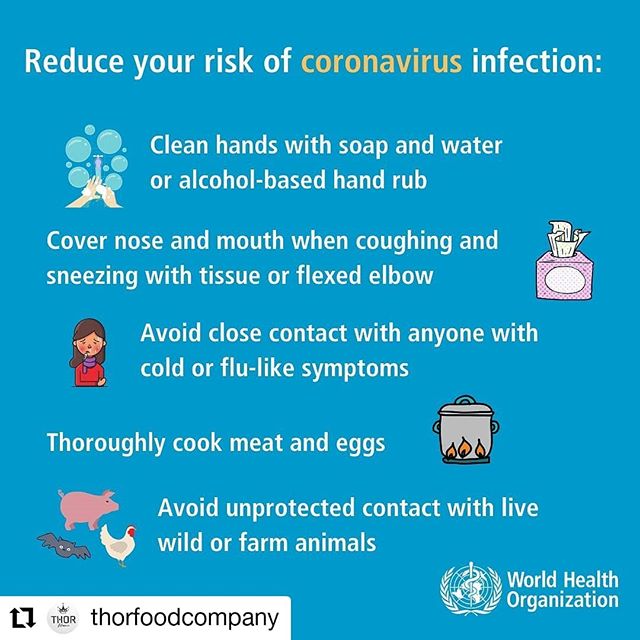 Reduce your risk of coronavirus infection:
Clean hands with soap and water
or alcohol-based hand rub
Cover nose and mouth when coughing and
sneezing with tissue or flexed elbow
Avoid close contact with anyone with
cold or flu-like symptoms
Thoroughly cook meat and eggs
Avoid unprotected contact with live
wild or farm animals
World Health
Organization
THOR
thorfoodcompany